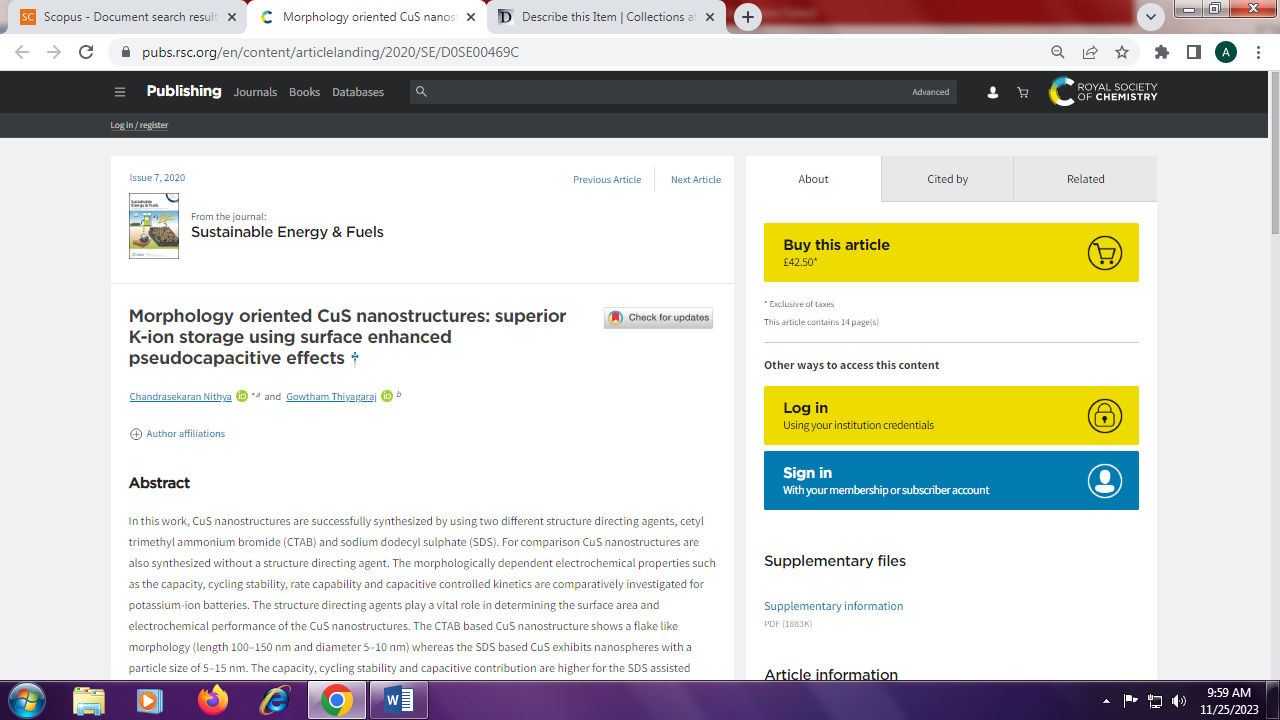 Scopus - Document search result
Morphology oriented CuS nanost
Describe this Item | Collections at
pubs.rsc.org/en/content/articlelanding/2020/SE/D0SE00469C
A
Publishing
Journals
Books
Databases
Advanced
ROYAL SOCIETY
OF CHEMISTRY
Log in / register
Issue 7, 2020
Previous Article
Next Article
From the journal:
Sustainable Energy & Fuels
Morphology oriented CuS nanostructures: superior
K-ion storage using surface enhanced
pseudocapacitive effects †
Check for updates
Chandrasekaran Nithya iD *a and Gowtham Thiyagaraj iD b
Author affiliations
Abstract
In this work, CuS nanostructures are successfully synthesized by using two different structure directing agents, cetyl
trimethyl ammonium bromide (CTAB) and sodium dodecyl sulphate (SDS). For comparison CuS nanostructures are
also synthesized without a structure directing agent. The morphologically dependent electrochemical properties such
as the capacity, cycling stability, rate capability and capacitive controlled kinetics are comparatively investigated for
potassium-ion batteries. The structure directing agents play a vital role in determining the surface area and
electrochemical performance of the CuS nanostructures. The CTAB based CuS nanostructure shows a flake like
morphology (length 100–150 nm and diameter 5–10 nm) whereas the SDS based CuS exhibits nanospheres with a
particle size of 5–15 nm. The capacity, cycling stability and capacitive contribution are higher for the SDS assisted
About
Cited by
Related
Buy this article
£42.50*
* Exclusive of taxes
This article contains 14 page(s)
Other ways to access this content
Log in
Using your institution credentials
Sign in
With your membership or subscriber account
Supplementary files
Supplementary information
PDF (1883K)
Article information
9:59 AM
11/25/2023